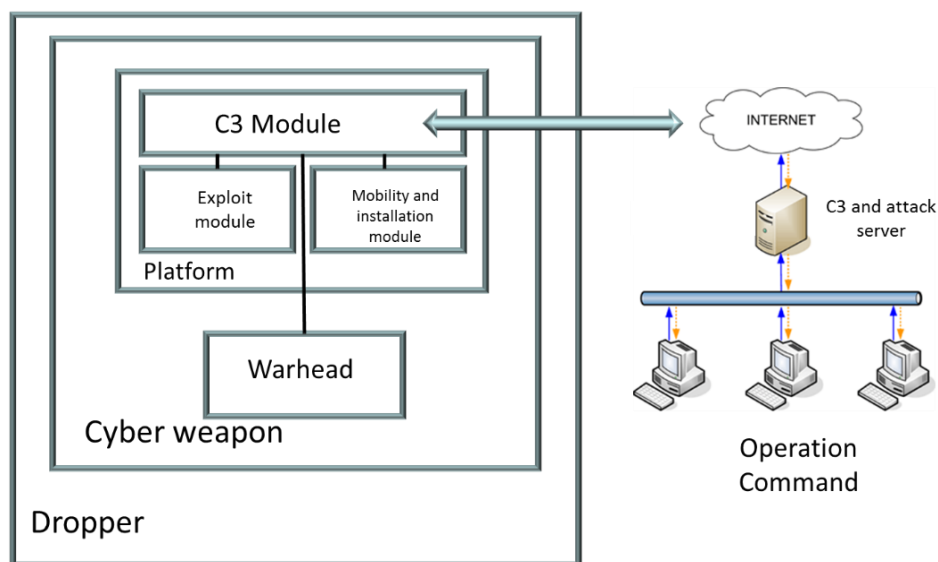 C3 Module
Exploit
module
Mobility and
installation
module
Platform
Warhead
Cyber weapon
Dropper
INTERNET
C3 and attack
server
Operation
Command